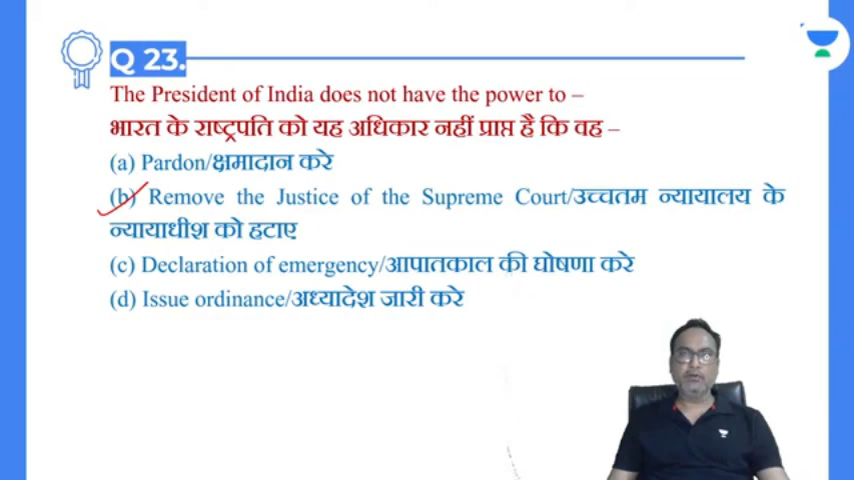 Q 23.
The President of India does not have the power to –
भारत के राष्ट्रपति को यह अधिकार नहीं प्राप्त है कि वह –
(a) Pardon/क्षमादान करे
(b) Remove the Justice of the Supreme Court/उच्चतम न्यायालय के
न्यायाधीश को हटाए
(c) Declaration of emergency/आपातकाल की घोषणा करे
(d) Issue ordinance/अध्यादेश जारी करे